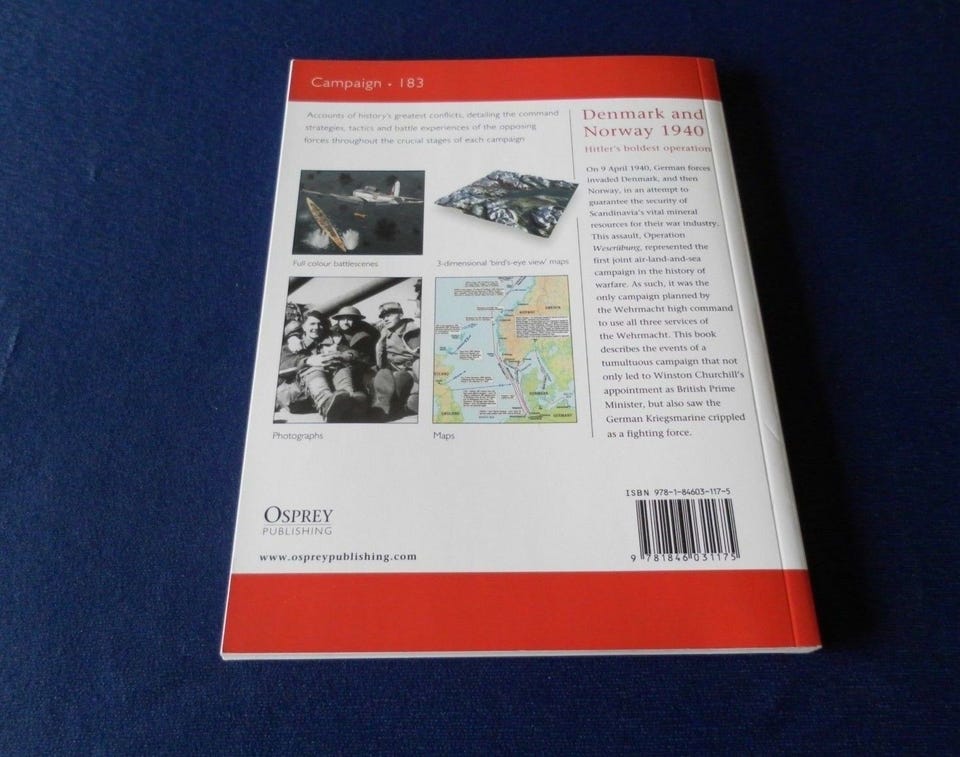 Campaign • 183
Accounts of history's greatest conflicts, detailing the command
strategies, tactics and battle experiences of the opposing
forces throughout the crucial stages of each campaign
Full colour battlescenes
3-dimensional 'bird's-eye view' maps
Photographs
Maps
Denmark and
Norway 1940
Hitler's boldest operation
On 9 April 1940, German forces
invaded Denmark, and then
Norway, in an attempt to
guarantee the security of
Scandinavia's vital mineral
resources for their war industry.
This assault, Operation
Weserübung, represented the
first joint air-land-and-sea
campaign in the history of
warfare. As such, it was the
only campaign planned by
the Wehrmacht high command
to use all three services of
the Wehrmacht. This book
describes the events of a
tumultuous campaign that not
only led to Winston Churchill's
appointment as British Prime
Minister, but also saw the
German Kriegsmarine crippled
as a fighting force.
OSPREY
PUBLISHING
www.ospreypublishing.com
ISBN 978-1-84603-117-5
9 781846 031175